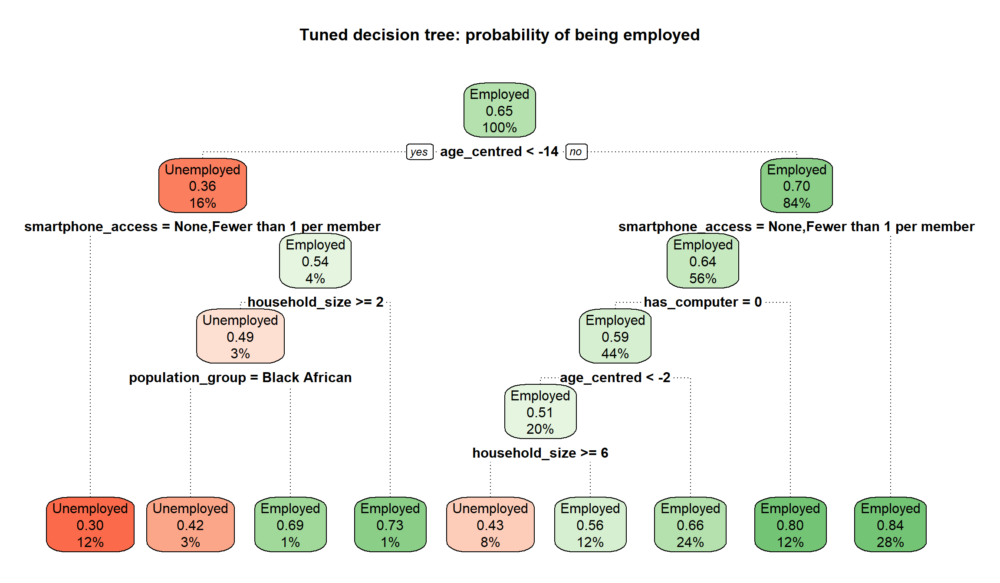 Tuned decision tree: probability of being employed
Employed
0.65
100%
yes
age_centred < -14
no
Unemployed
0.36
16%
Employed
0.70
84%
smartphone_access = None,Fewer than 1 per member
smartphone_access = None,Fewer than 1 per member
Employed
0.54
4%
Employed
0.64
56%
household_size >= 2
has_computer = 0
Unemployed
0.49
3%
Employed
0.59
44%
population_group = Black African
age_centred < -2
Employed
0.51
20%
household_size >= 6
Unemployed
0.30
12%
Unemployed
0.42
3%
Employed
0.69
1%
Employed
0.73
1%
Unemployed
0.43
8%
Employed
0.56
12%
Employed
0.66
24%
Employed
0.80
12%
Employed
0.84
28%